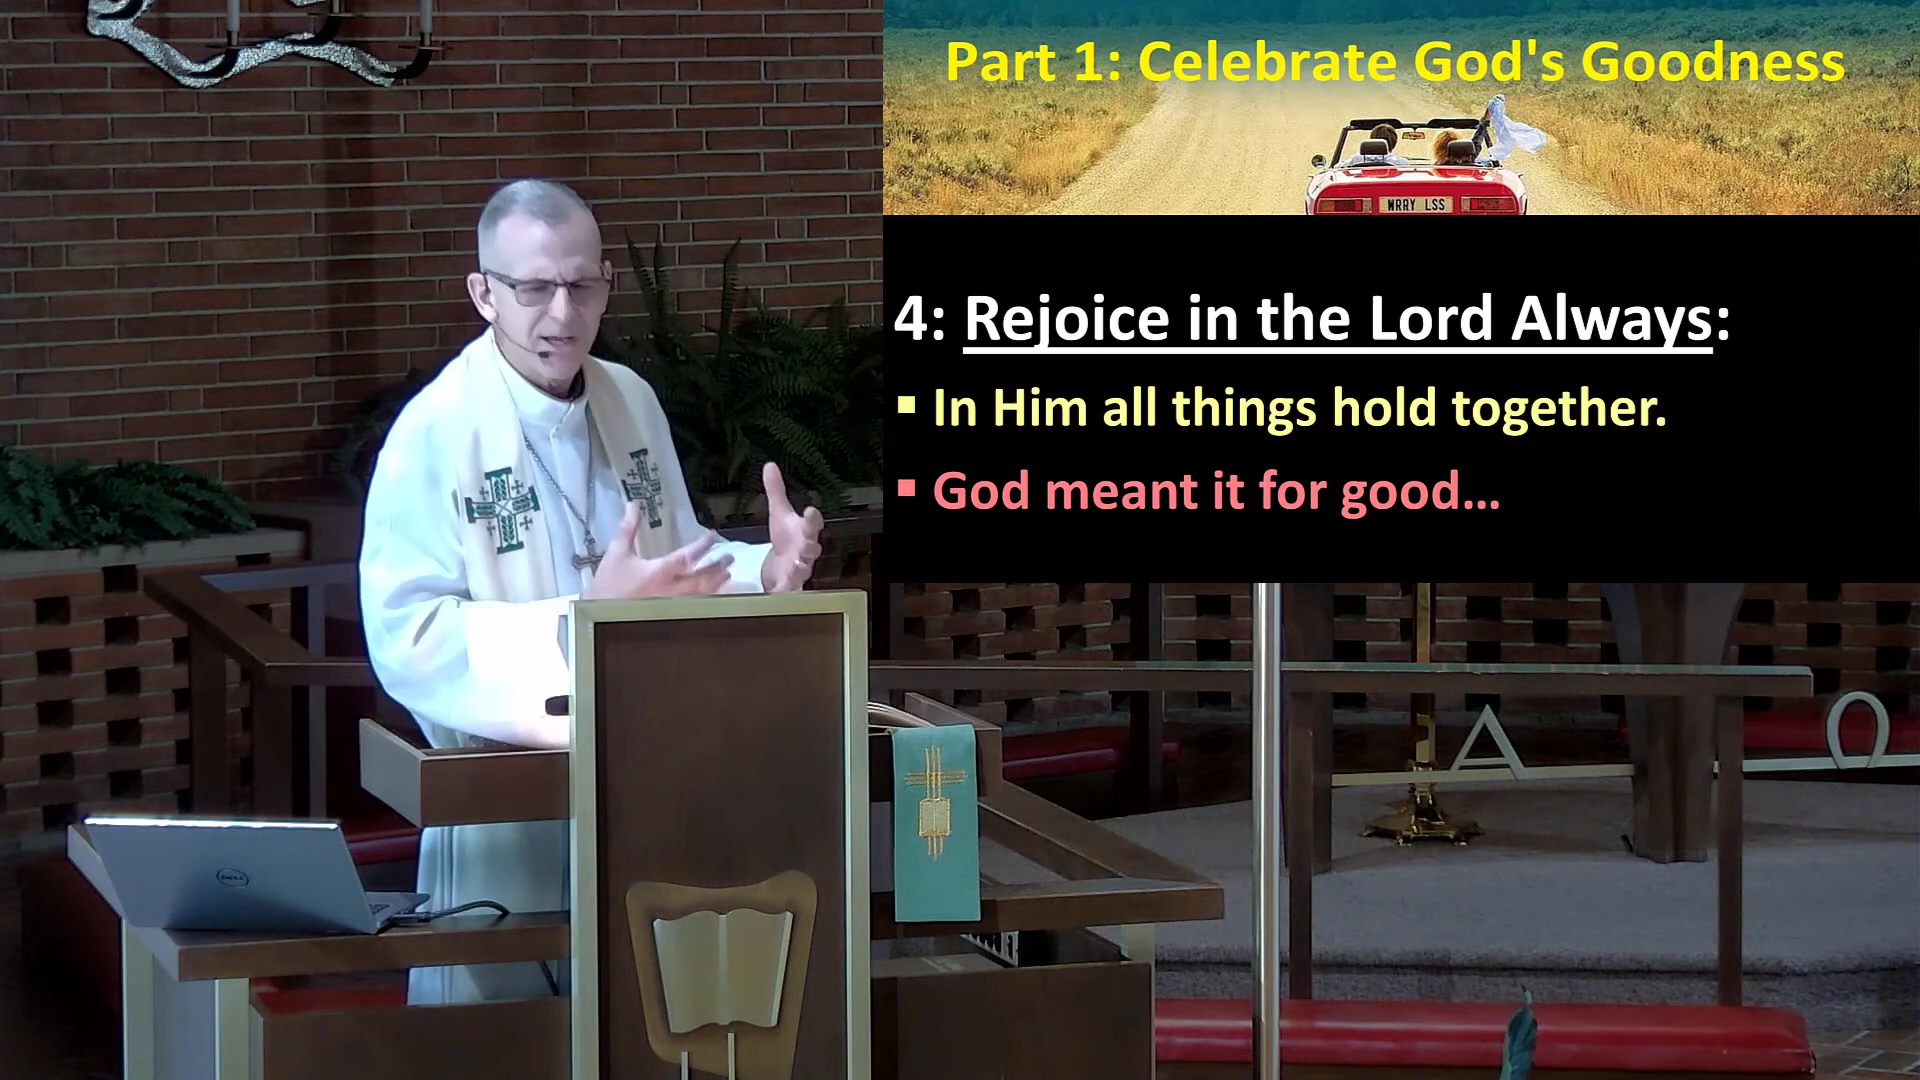 Part 1: Celebrate God's Goodness
WRRY LSS
4: Rejoice in the Lord Always:
▪ In Him all things hold together.
▪ God meant it for good...
DELL
Α Ω